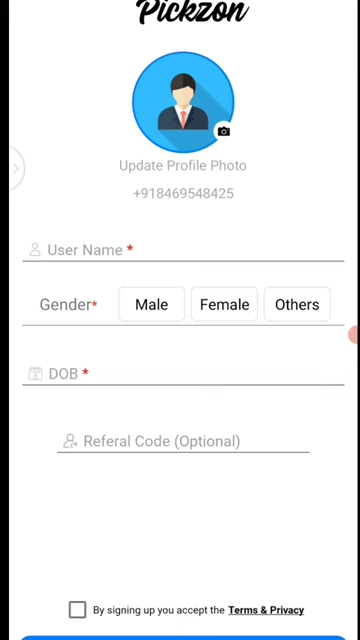 Pickzon
Update Profile Photo
+918469548425
User Name *
Gender* Male Female Others
DOB *
Referal Code (Optional)
By signing up you accept the Terms & Privacy